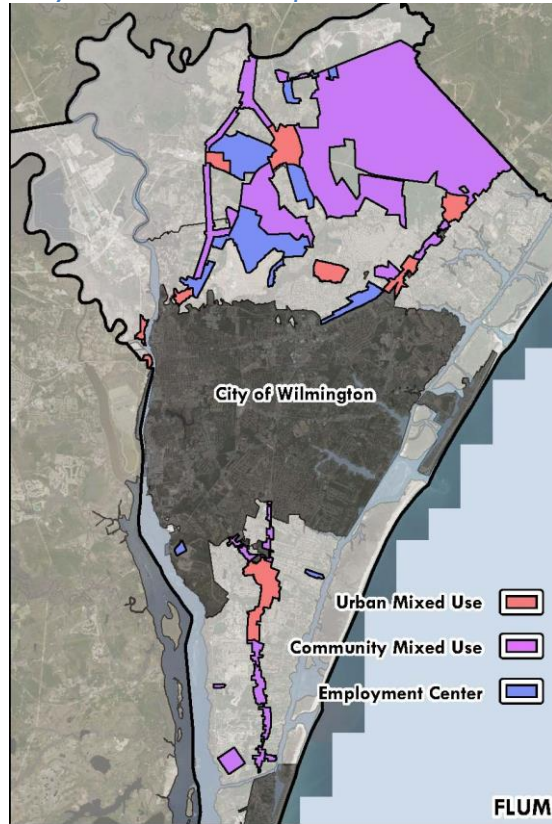 City of Wilmington
Urban Mixed Use
Community Mixed Use
Employment Center
FLUM